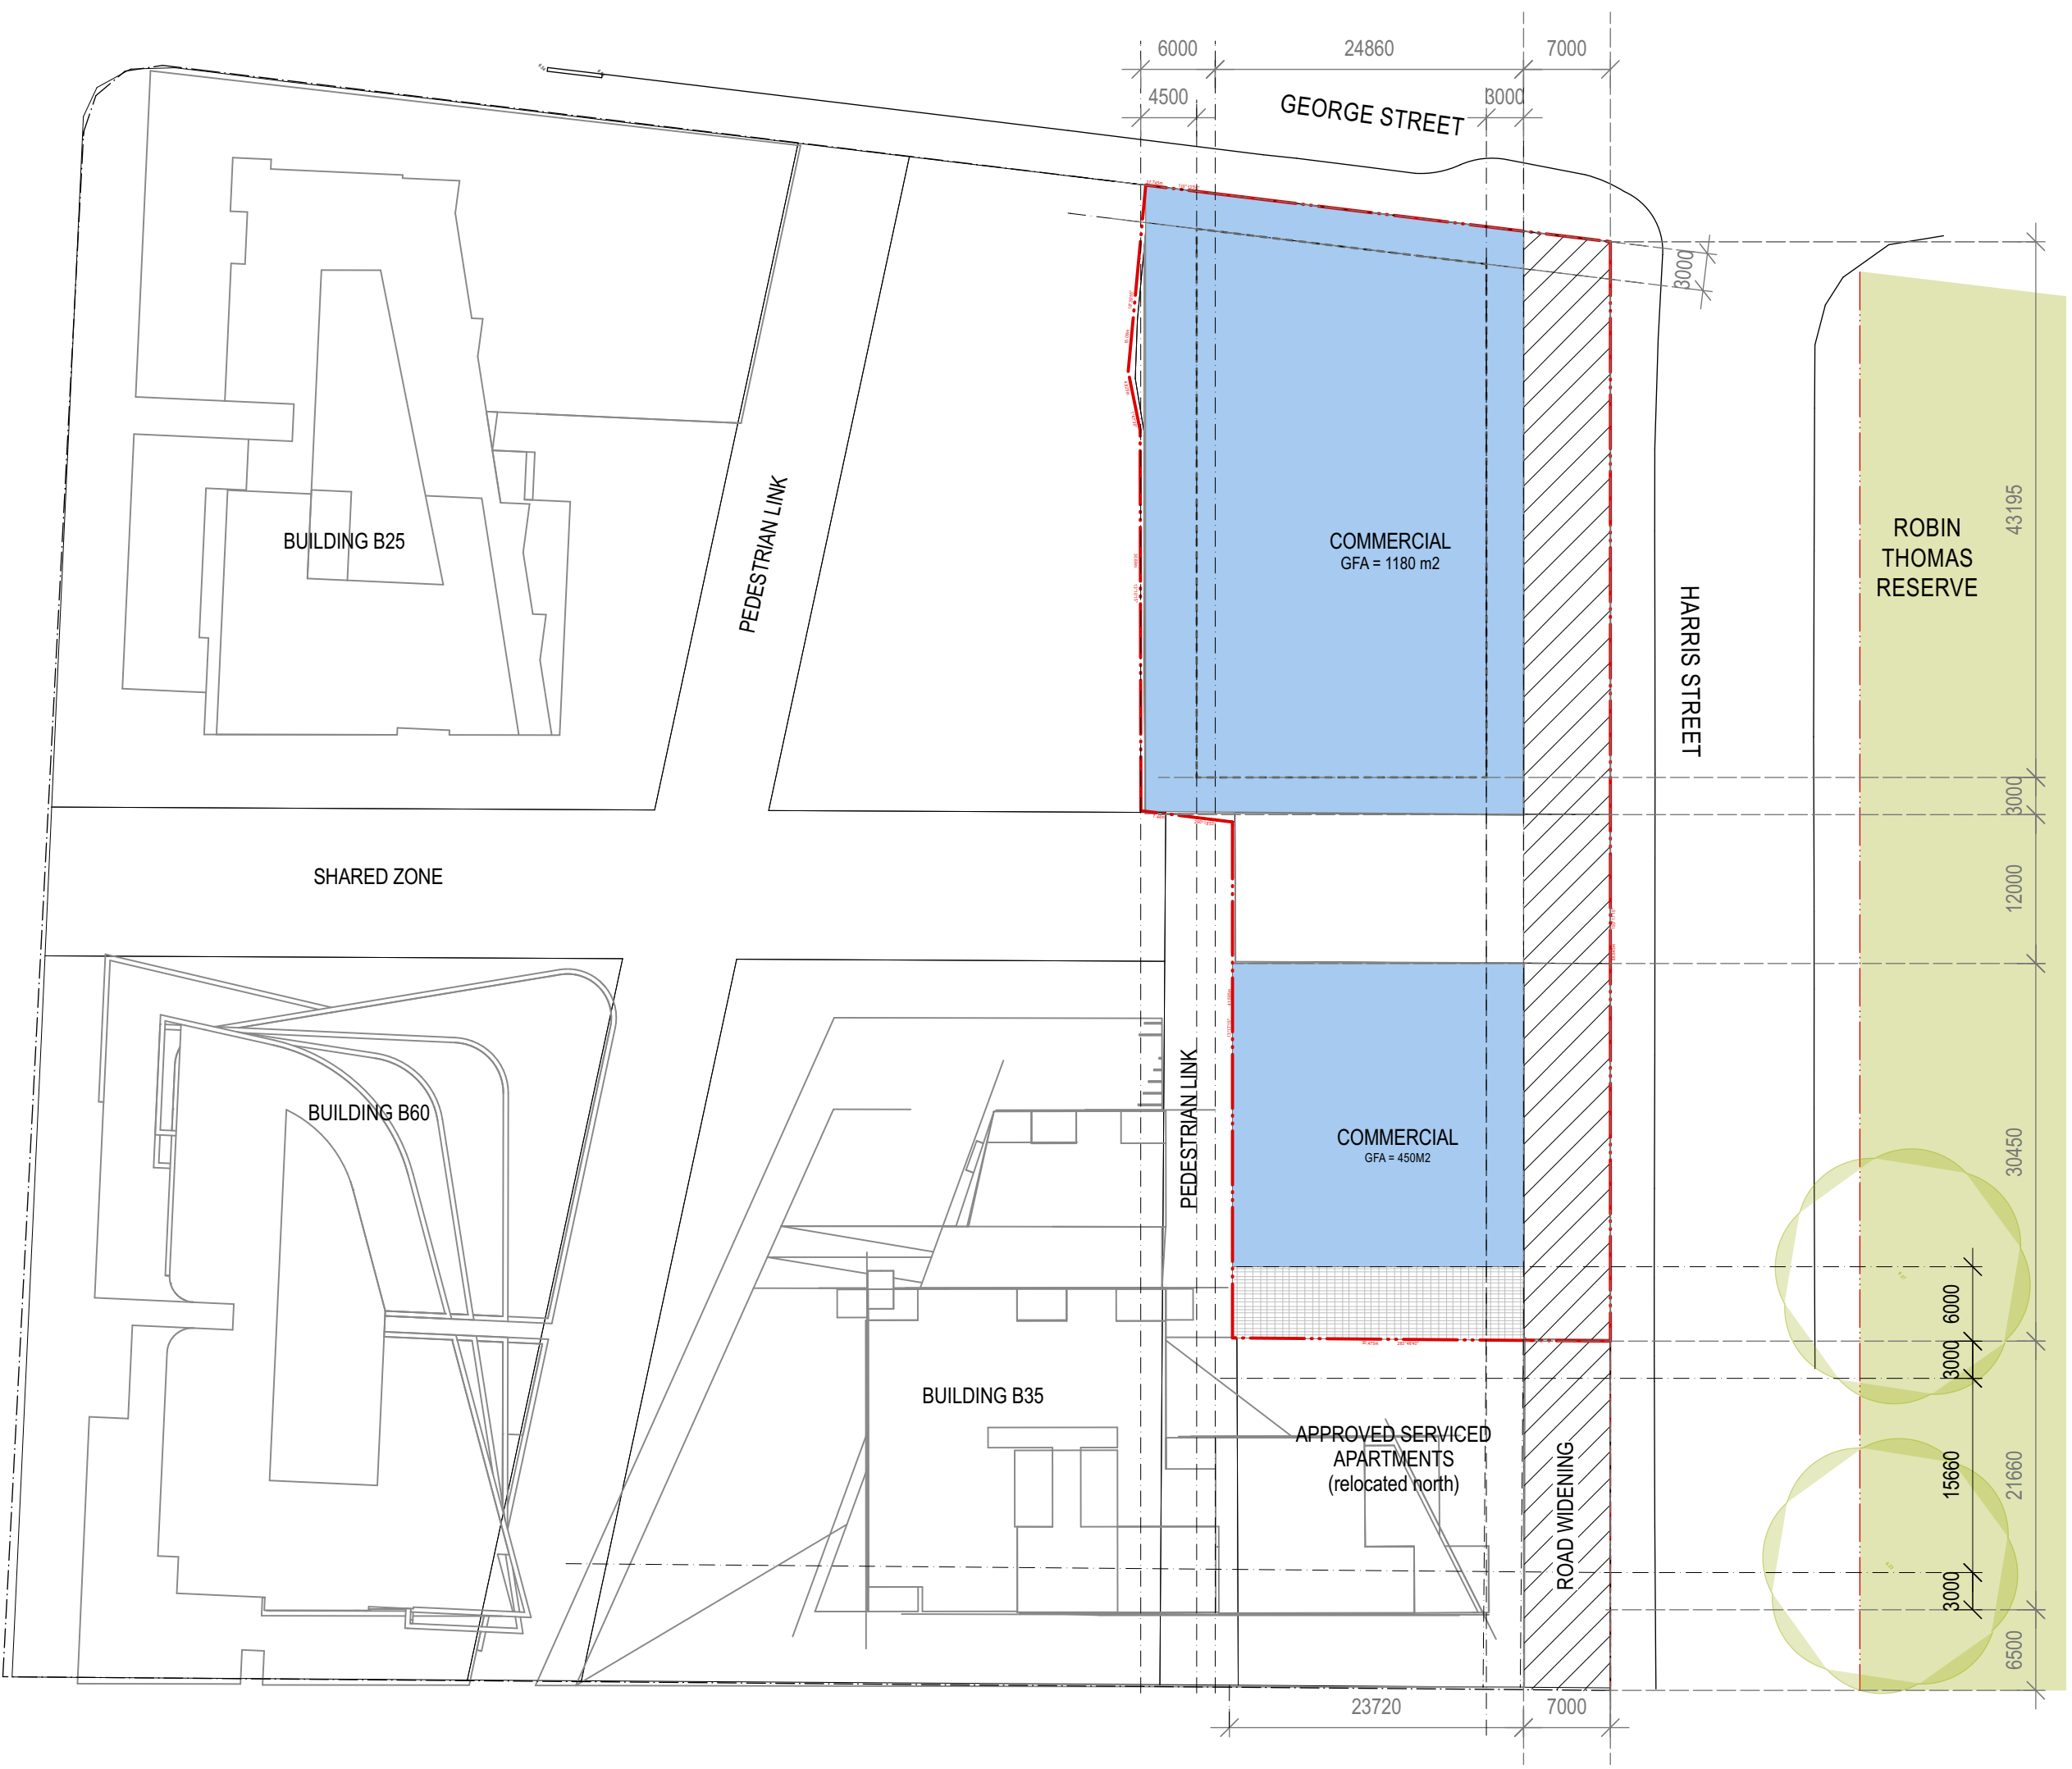 6000
24860
7000
4500
3000
GEORGE STREET
3000
BUILDING B25
PEDESTRIAN LINK
COMMERCIAL
GFA = 1180 m2
HARRIS STREET
ROBIN
THOMAS
RESERVE
43195
3000
12000
SHARED ZONE
BUILDING B60
PEDESTRIAN LINK
COMMERCIAL
GFA = 450M2
30450
6000
3000
BUILDING B35
APPROVED SERVICED
APARTMENTS
(relocated north)
ROAD WIDENING
15660
21660
3000
6500
23720
7000